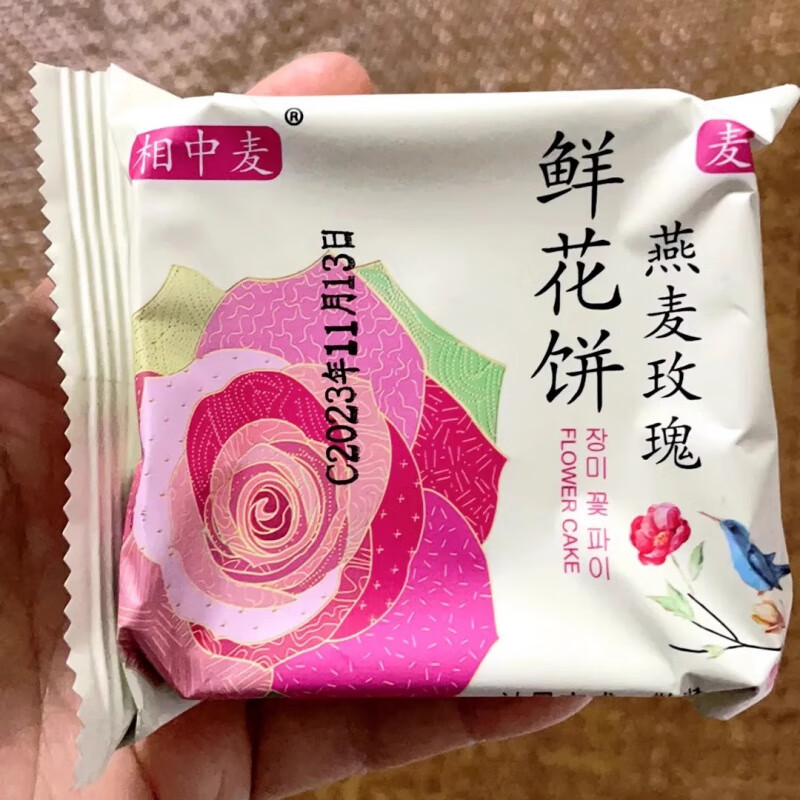 相中麦®
麦
鲜花饼
燕麦玫瑰
장미 꽃 파이
FLOWER CAKE
C2023年11月13日